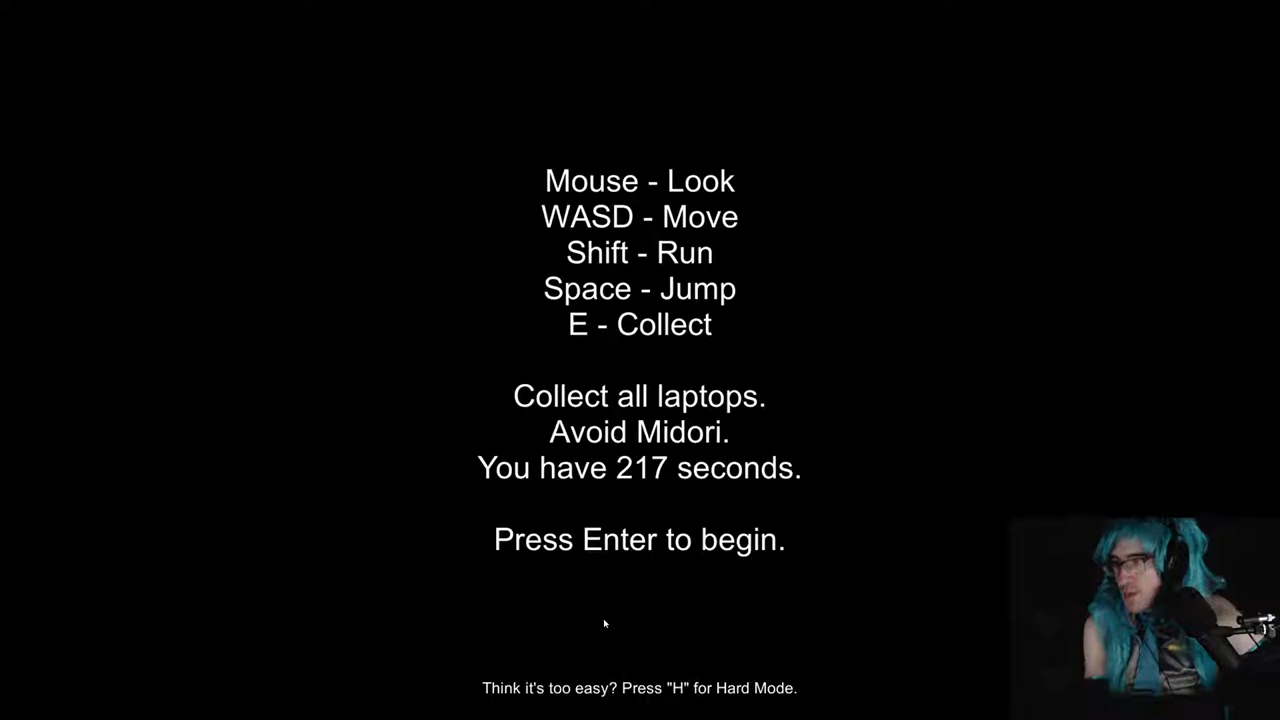 Mouse - Look
WASD - Move
Shift - Run
Space - Jump
E - Collect
Collect all laptops.
Avoid Midori.
You have 217 seconds.
Press Enter to begin.
Think it's too easy? Press "H" for Hard Mode.